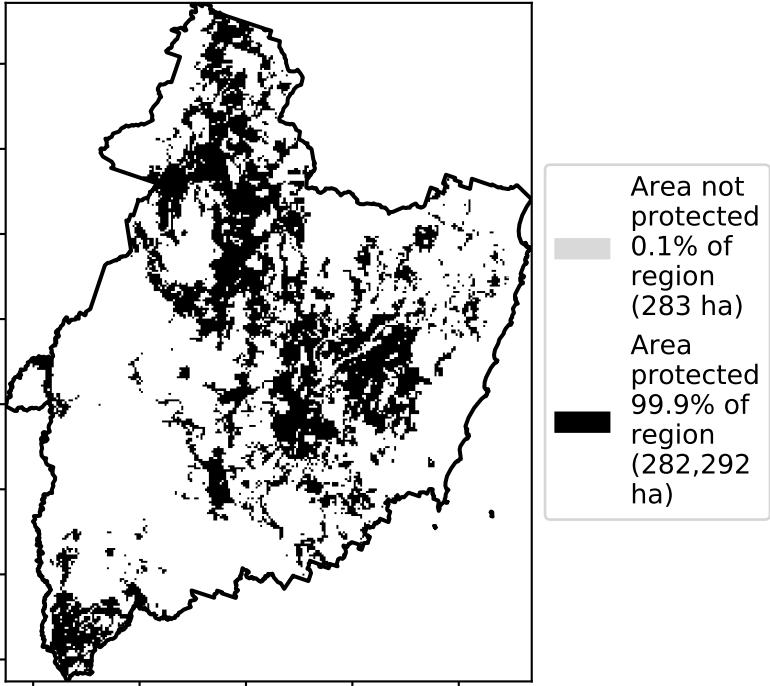 Area not
protected
0.1% of
region
(283 ha)
Area
protected
99.9% of
region
(282,292
ha)